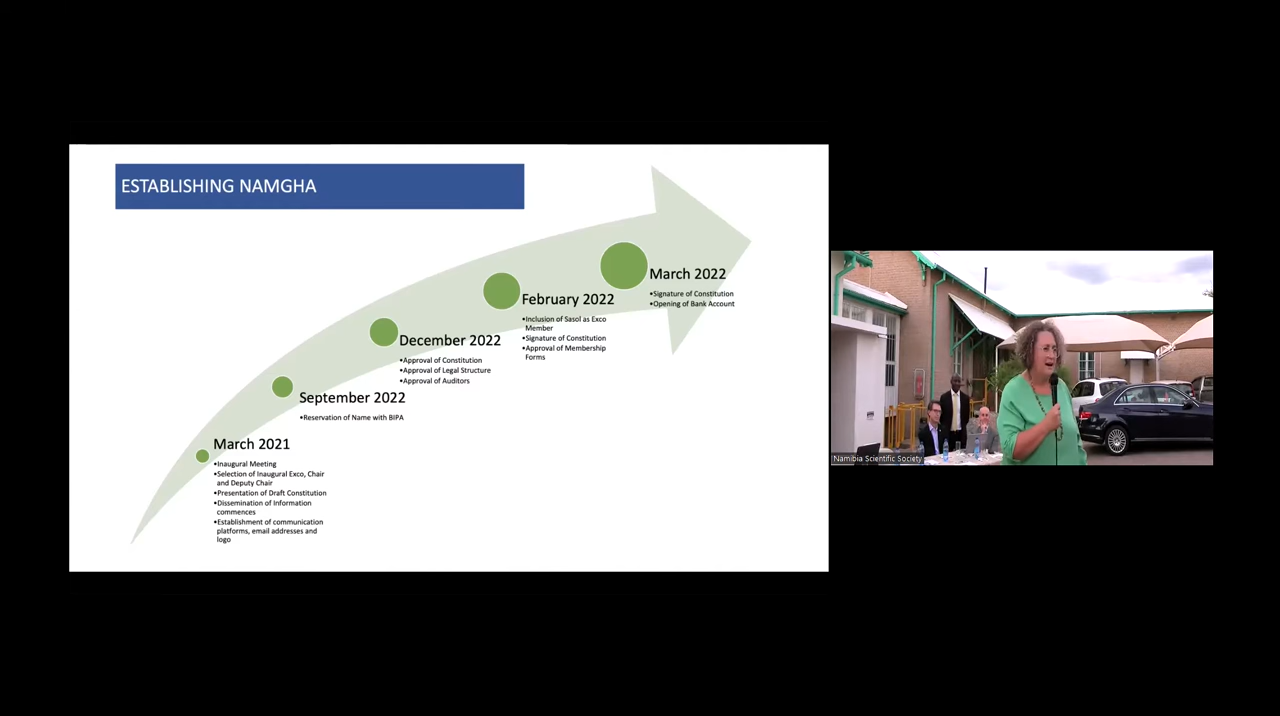 ESTABLISHING NAMGHA
March 2021
•Inaugural Meeting
•Selection of Inaugural Exco, Chair
and Deputy Chair
•Presentation of Draft Constitution
•Dissemination of Information
commences
•Establishment of communication
platforms, email addresses and
logo
September 2022
•Reservation of Name with BIPA
December 2022
•Approval of Constitution
•Approval of Legal Structure
•Approval of Auditors
February 2022
•Inclusion of Sasol as Exco
Member
•Signature of Constitution
•Approval of Membership
Forms
March 2022
•Signature of Constitution
•Opening of Bank Account
Namibia Scientific Society